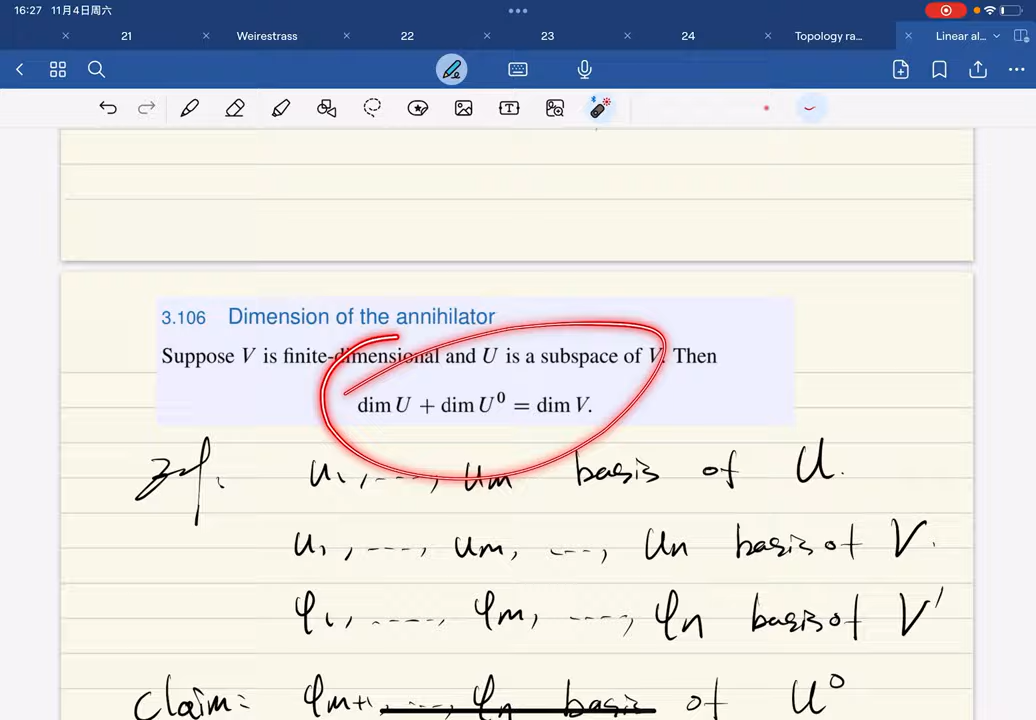 16:27 11月4日周六
21 Weirestrass 22 23 24 Topology ra... Linear al...
3.106 Dimension of the annihilator
Suppose V is finite-dimensional and U is a subspace of V. Then
dim U + dim U⁰ = dim V.
pf. u₁, ----, um basis of U.
u₁, ----, um, ---, un basis of V.
φ₁, ----, φm, ----, φn basis of V′
Claim: φm+1, ----, φn basis of U⁰